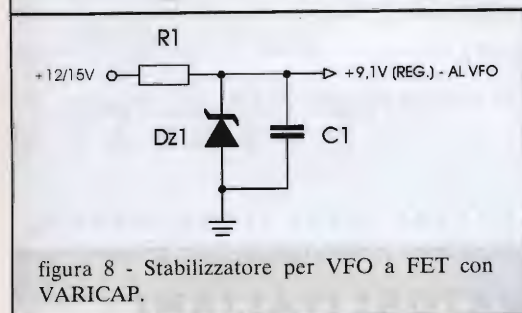 R1
+12/15V
+9,1V (REG.) - AL VFO
Dz1
C1
figura 8 - Stabilizzatore per VFO a FET con
VARICAP.